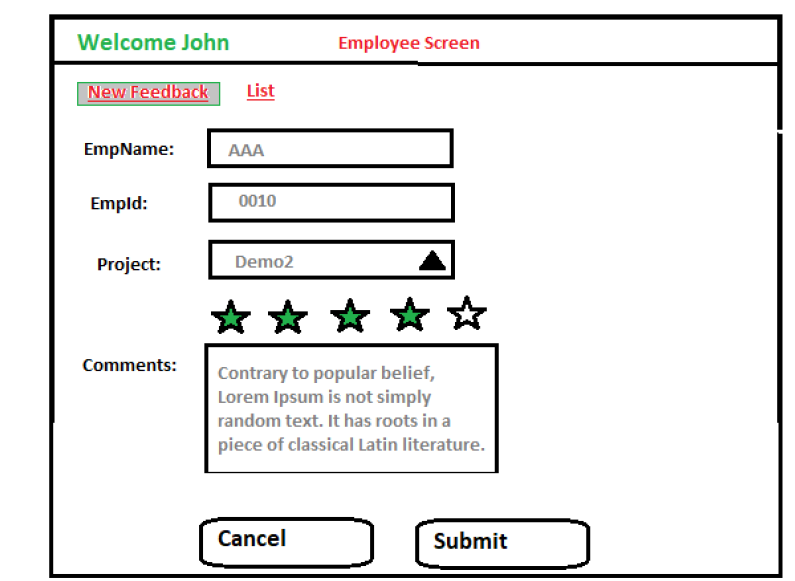 Welcome John Employee Screen
New Feedback List
EmpName: AAA
EmpId: 0010
Project: Demo2
Comments:
Contrary to popular belief,
Lorem Ipsum is not simply
random text. It has roots in a
piece of classical Latin literature.
Cancel Submit